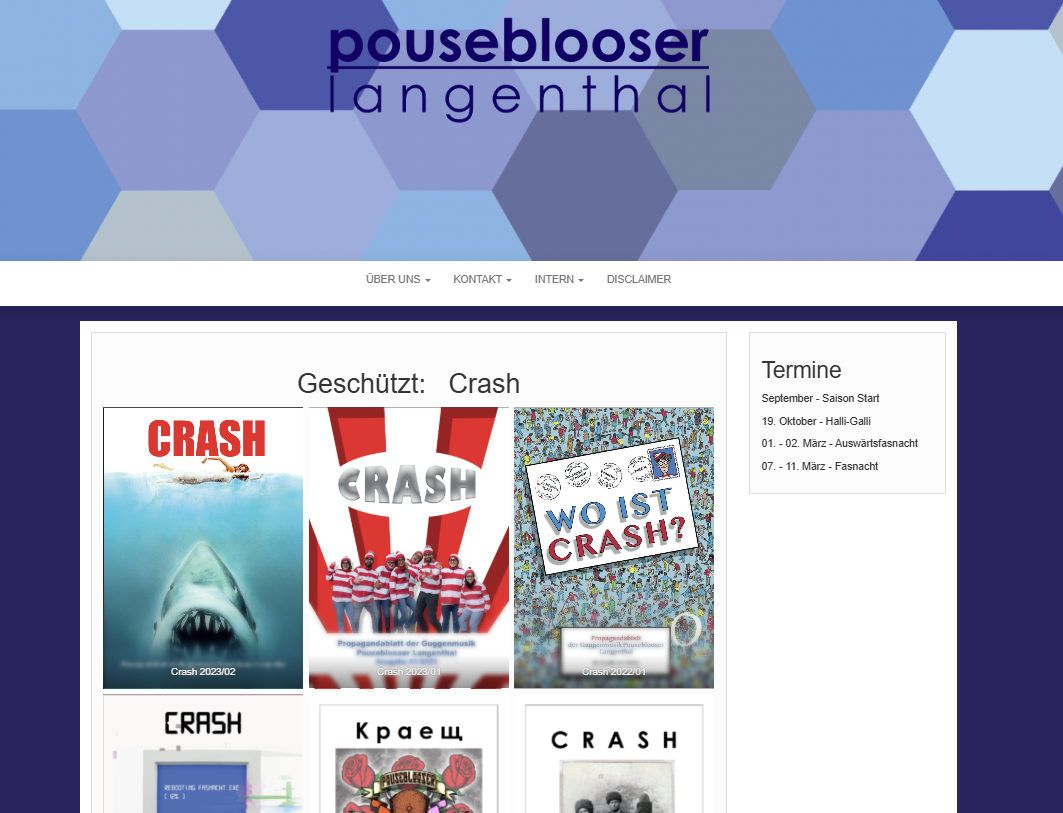 pouseblooser
langenthal
ÜBER UNS
KONTAKT
INTERN
DISCLAIMER
Geschützt: Crash
CRASH
Crash 2023/02
CRASH
Propagandablatt der Guggenmusik
Pouseblooser Langenthal
Crash 2023/01
WO IST
CRASH?
Propagandablatt
der Guggenmusik Pouseblooser
Langenthal
Crash 2022/01
CRASH
REBOOTING FASNACHT.EXE
( 12% )
Краещ
POUSEBLOOSER
CRASH
Termine
September - Saison Start
19. Oktober - Halli-Galli
01. - 02. März - Auswärtsfasnacht
07. - 11. März - Fasnacht